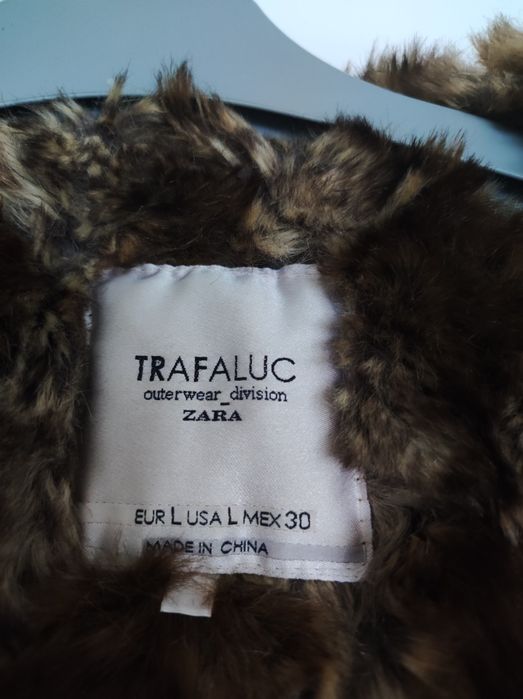 TRAFALUC
outerwear_division
ZARA
EUR L USA L MEX 30
MADE IN CHINA